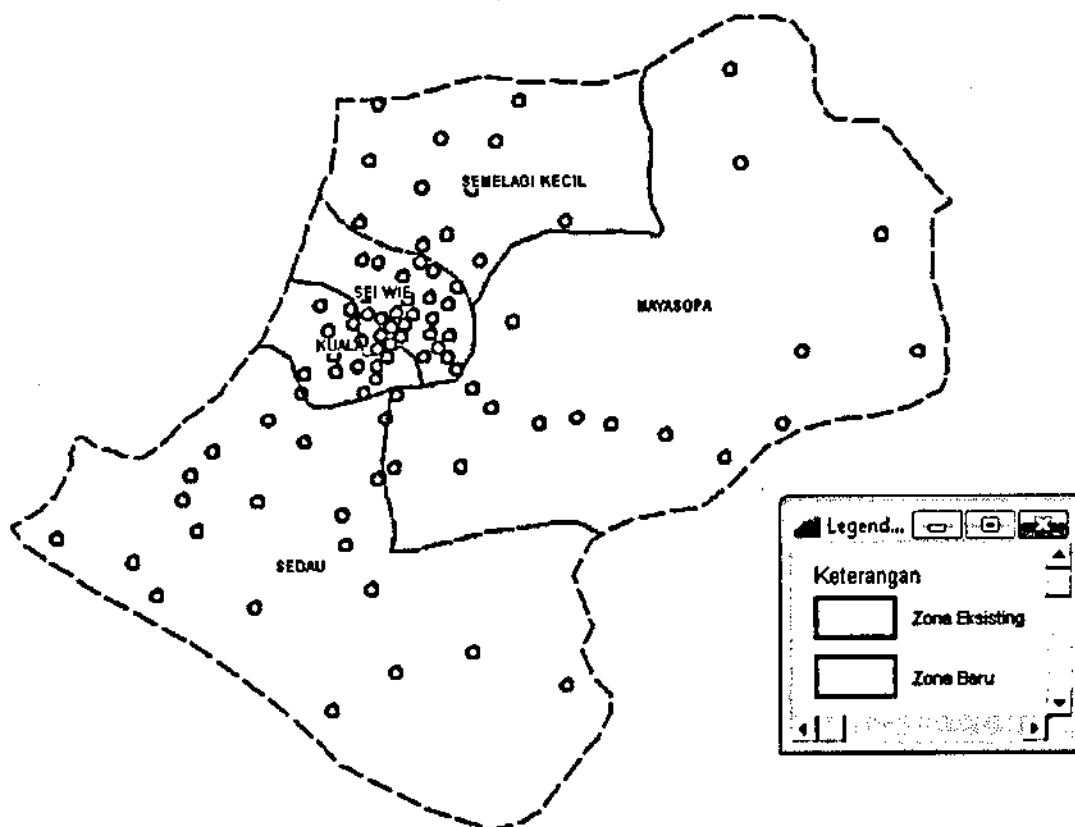 SEMELAGI KECIL
SEI WIE
MAYASOPA
KUALA
SEDAU
Legend...
Keterangan
Zona Eksisting
Zona Baru